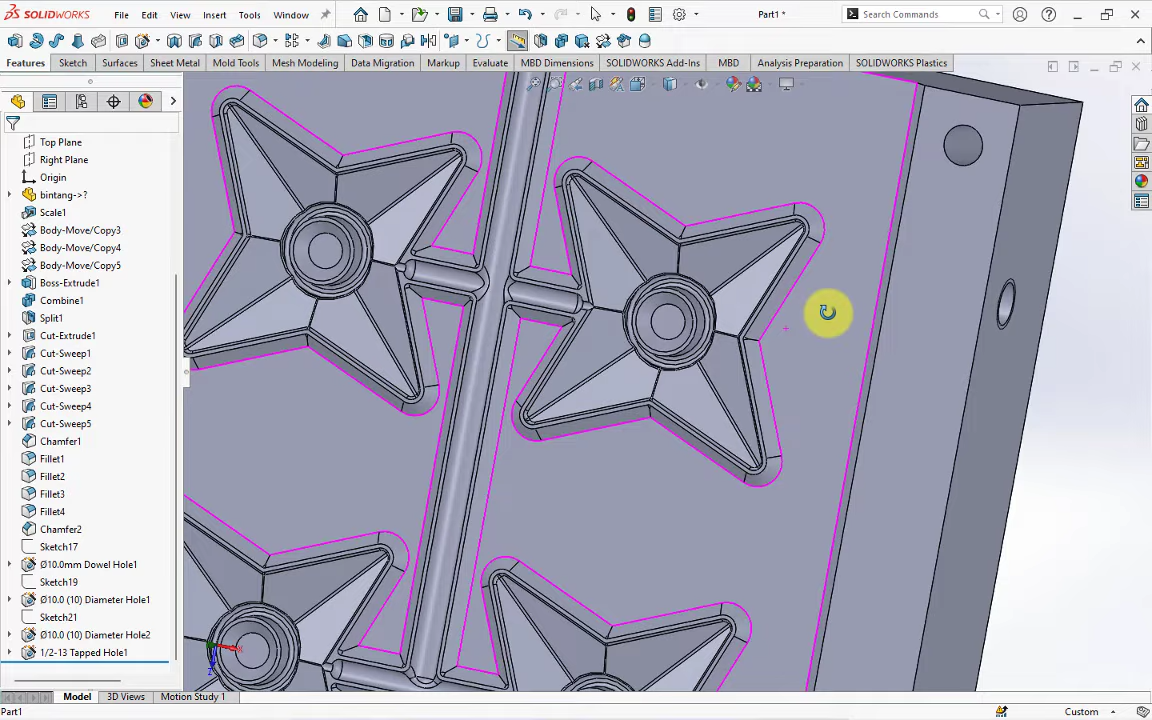 SOLIDWORKS File Edit View Insert Tools Window Part1 * Search Commands
Features Sketch Surfaces Sheet Metal Mold Tools Mesh Modeling Data Migration Markup Evaluate MBD Dimensions SOLIDWORKS Add-Ins MBD Analysis Preparation SOLIDWORKS Plastics
Top Plane
Right Plane
Origin
bintang->?
Scale1
Body-Move/Copy3
Body-Move/Copy4
Body-Move/Copy5
Boss-Extrude1
Combine1
Split1
Cut-Extrude1
Cut-Sweep1
Cut-Sweep2
Cut-Sweep3
Cut-Sweep4
Cut-Sweep5
Chamfer1
Fillet1
Fillet2
Fillet3
Fillet4
Chamfer2
Sketch17
Ø10.0mm Dowel Hole1
Sketch19
Ø10.0 (10) Diameter Hole1
Sketch21
Ø10.0 (10) Diameter Hole2
1/2-13 Tapped Hole1
Model 3D Views Motion Study 1
Custom